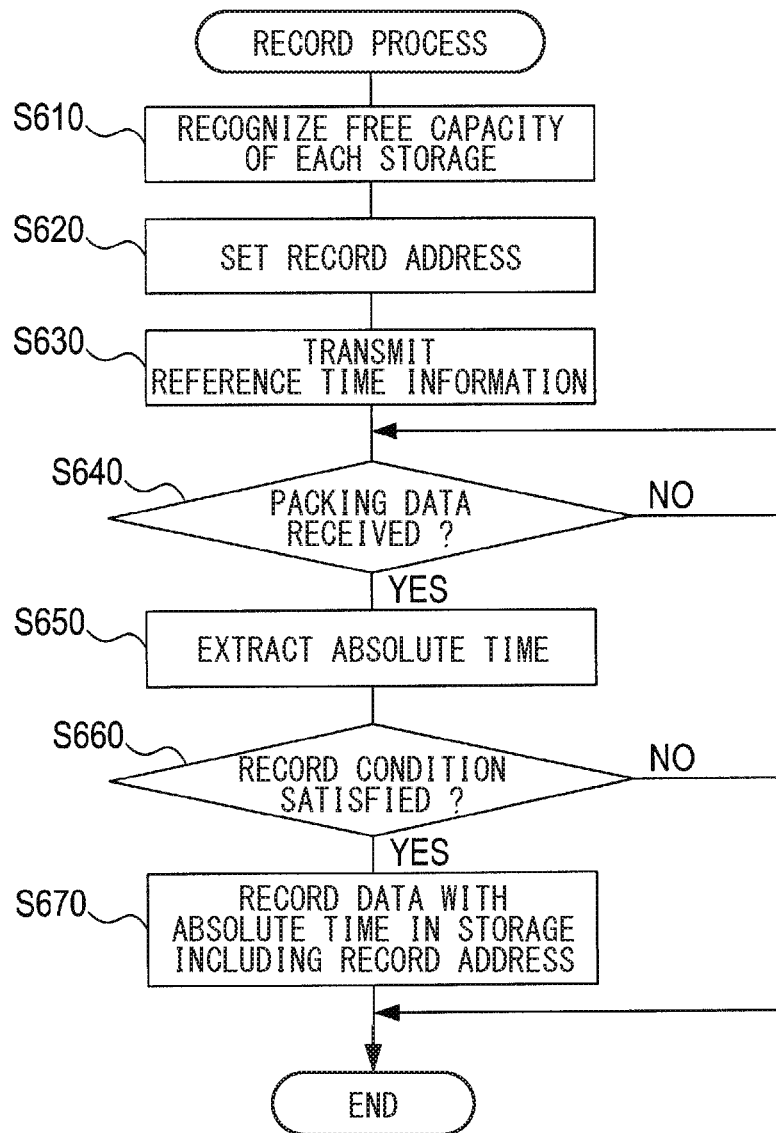 RECORD PROCESS
S610
RECOGNIZE FREE CAPACITY
OF EACH STORAGE
S620
SET RECORD ADDRESS
S630
TRANSMIT
REFERENCE TIME INFORMATION
S640
PACKING DATA
RECEIVED ?
NO
YES
S650
EXTRACT ABSOLUTE TIME
S660
RECORD CONDITION
SATISFIED ?
NO
YES
S670
RECORD DATA WITH
ABSOLUTE TIME IN STORAGE
INCLUDING RECORD ADDRESS
END